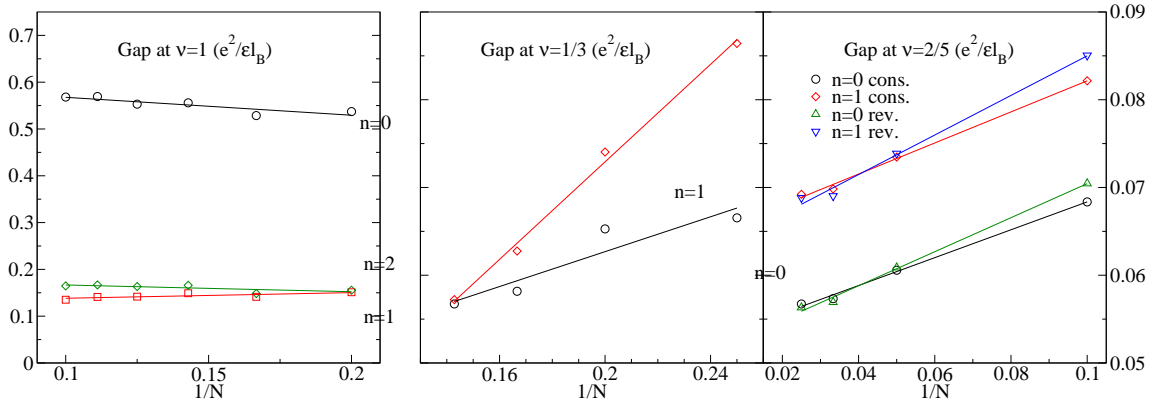 Gap at ν=1 (e²/εl_B)
0.7
0.6
0.5
0.4
0.3
0.2
0.1
0
n=0
n=2
n=1
0.1 0.15 0.2
1/N
Gap at ν=1/3 (e²/εl_B)
n=1
n=0
0.16 0.20 0.24
1/N
Gap at ν=2/5 (e²/εl_B)
n=0 cons.
n=1 cons.
n=0 rev.
n=1 rev.
0.09
0.08
0.07
0.06
0.05
0.02 0.04 0.06 0.08 0.1
1/N